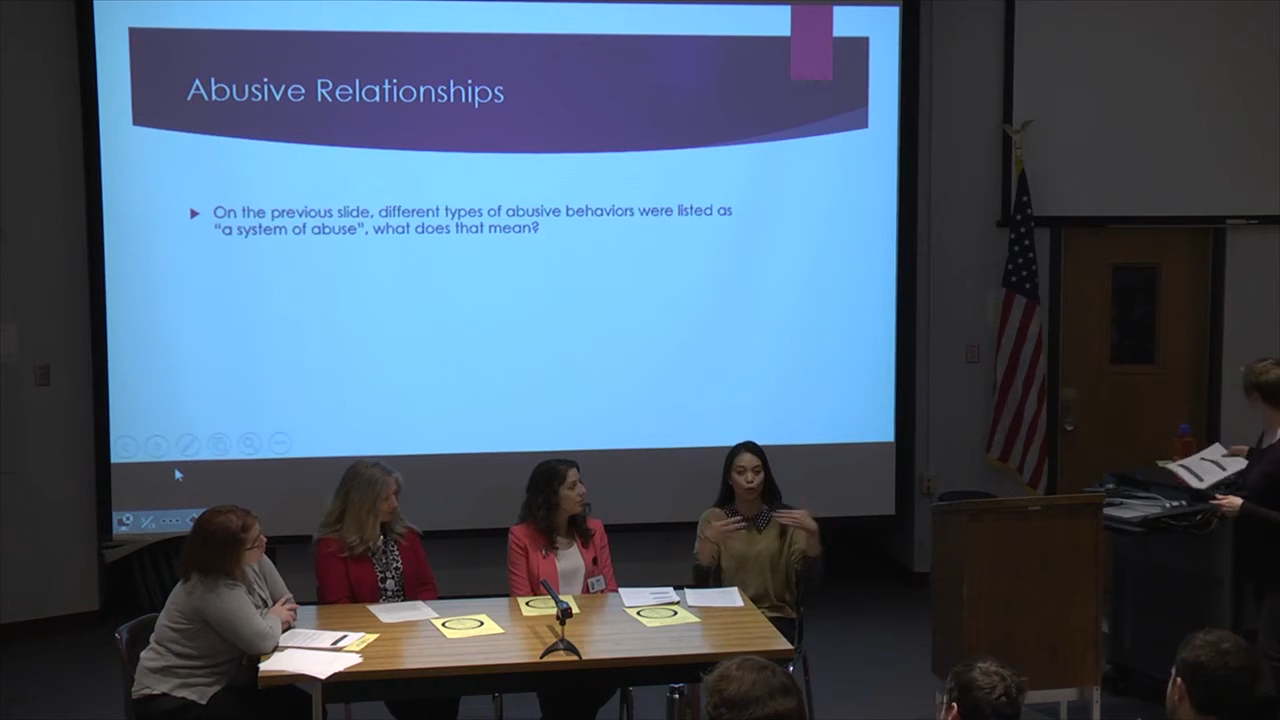 Abusive Relationships
On the previous slide, different types of abusive behaviors were listed as
“a system of abuse”, what does that mean?